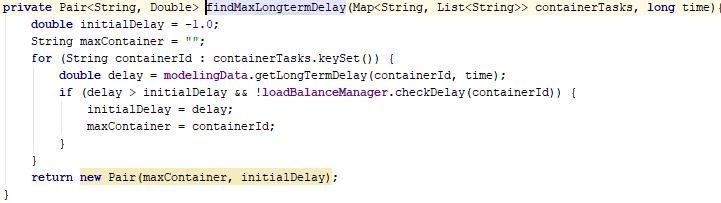 private Pair<String, Double> findMaxLongtermDelay(Map<String, List<String>> containerTasks, long time){
    double initialDelay = -1.0;
    String maxContainer = "";
    for (String containerId : containerTasks.keySet()) {
        double delay = modelingData.getLongTermDelay(containerId, time);
        if (delay > initialDelay && !loadBalanceManager.checkDelay(containerId)) {
            initialDelay = delay;
            maxContainer = containerId;
        }
    }
    return new Pair(maxContainer, initialDelay);
}